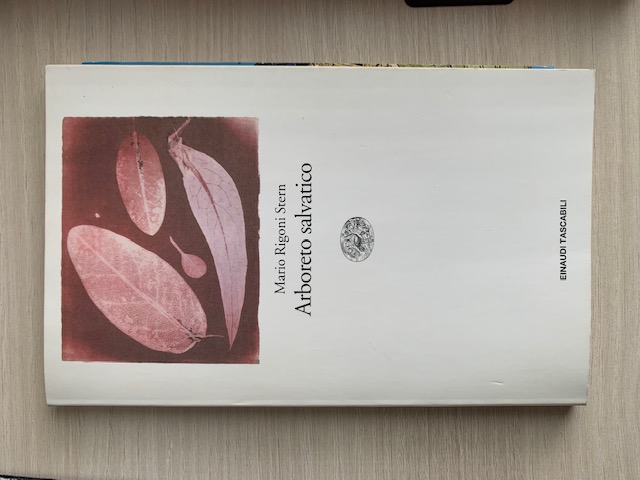 Mario Rigoni Stern
Arboreto salvatico
EINAUDI TASCABILI